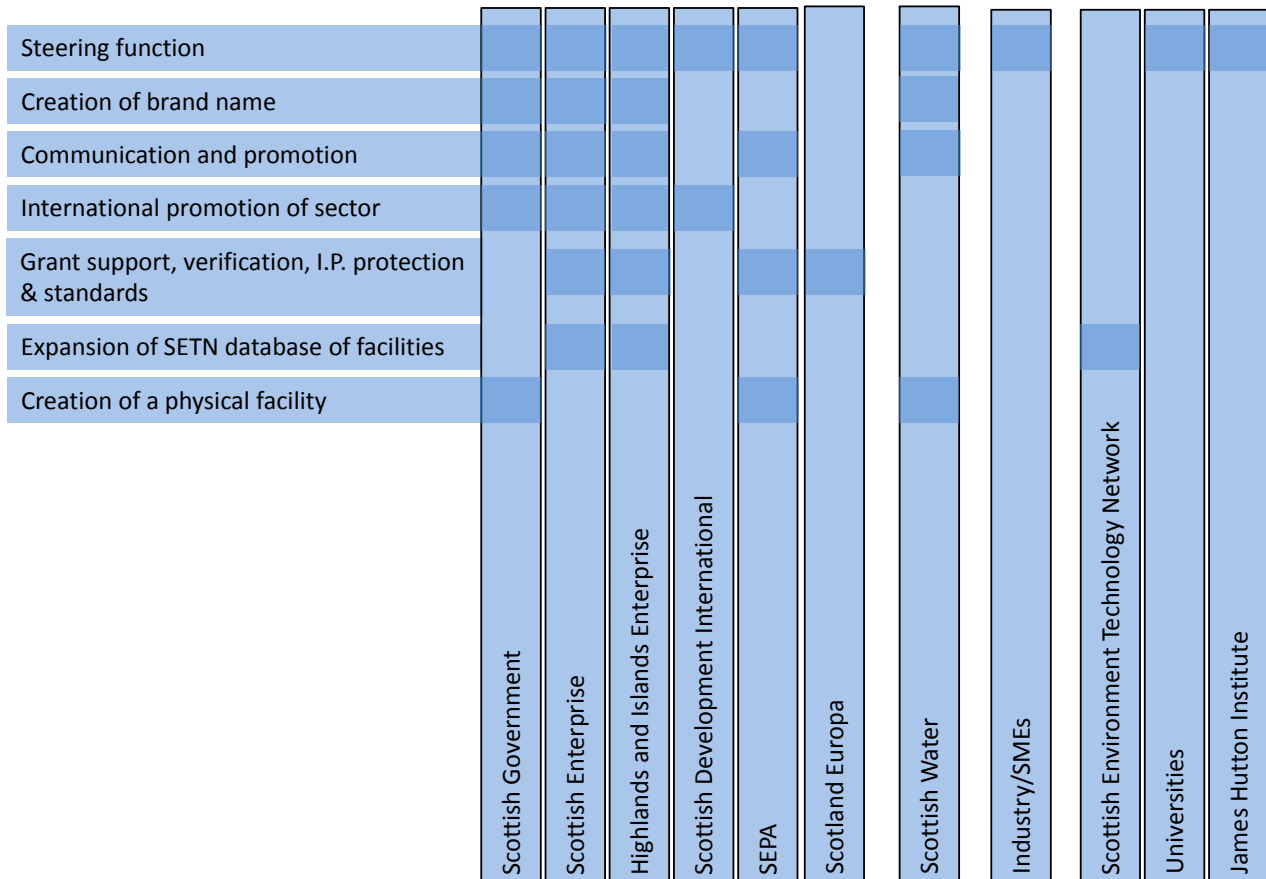 Steering function
Creation of brand name
Communication and promotion
International promotion of sector
Grant support, verification, I.P. protection
& standards
Expansion of SETN database of facilities
Creation of a physical facility
Scottish Government
Scottish Enterprise
Highlands and Islands Enterprise
Scottish Development International
SEPA
Scotland Europa
Scottish Water
Industry/SMEs
Scottish Environment Technology Network
Universities
James Hutton Institute